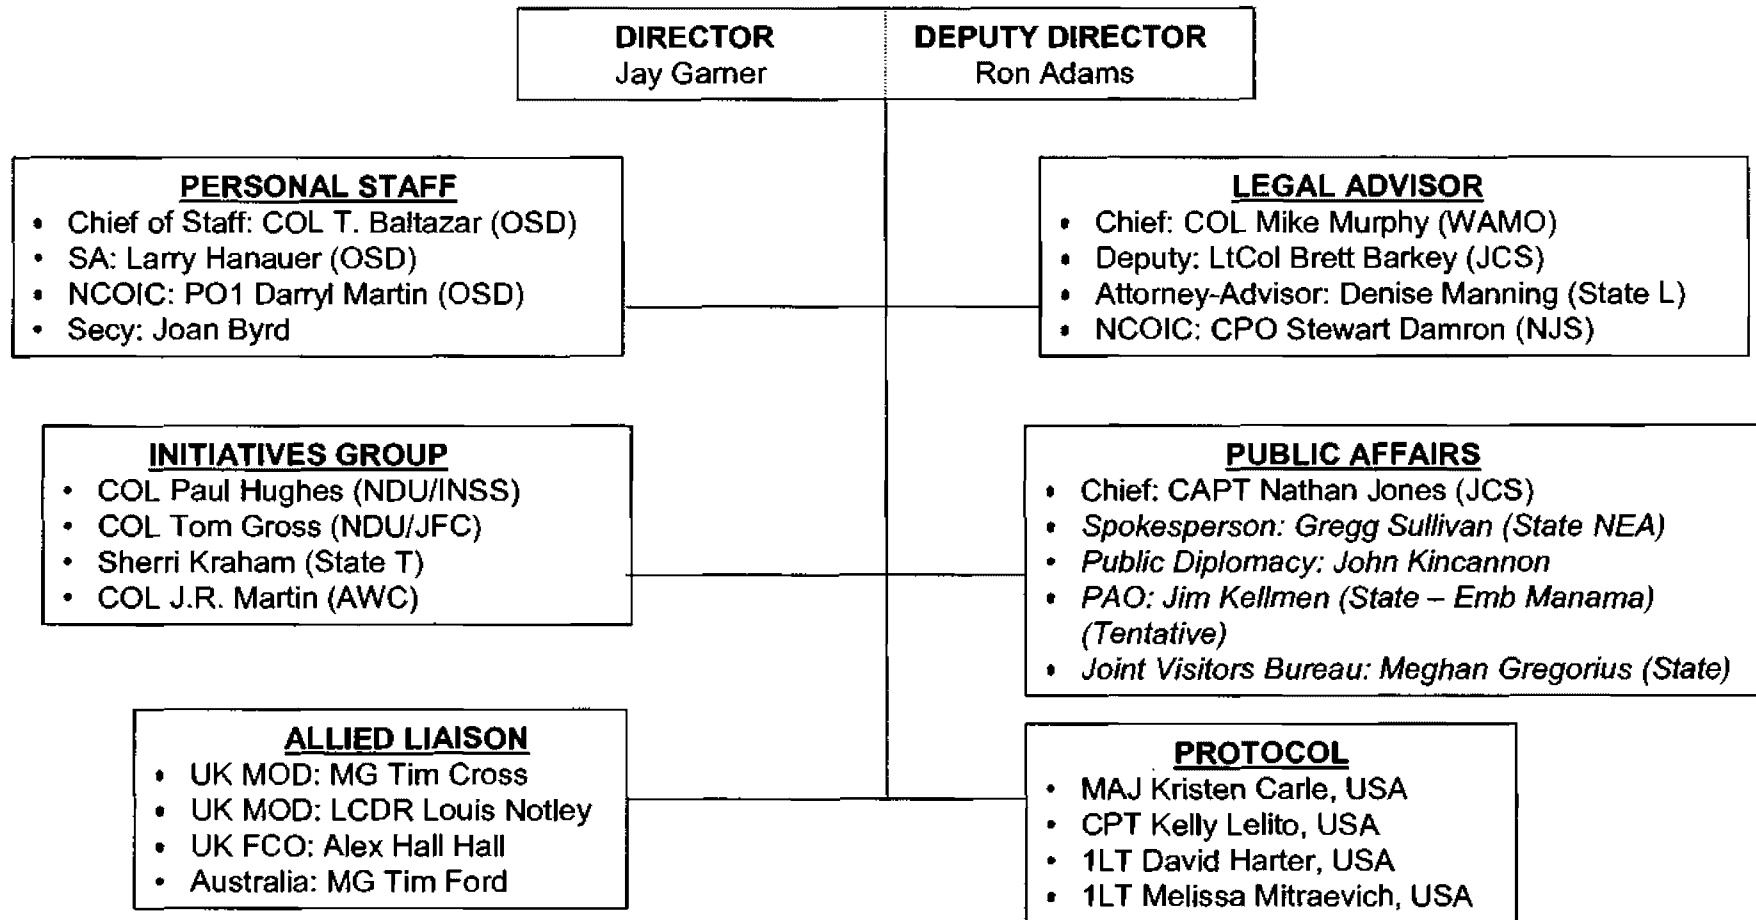 DIRECTOR
Jay Garner
DEPUTY DIRECTOR
Ron Adams
PERSONAL STAFF
• Chief of Staff: COL T. Baltazar (OSD)
• SA: Larry Hanauer (OSD)
• NCOIC: PO1 Darryl Martin (OSD)
• Secy: Joan Byrd
LEGAL ADVISOR
• Chief: COL Mike Murphy (WAMO)
• Deputy: LtCol Brett Barkey (JCS)
• Attorney-Advisor: Denise Manning (State L)
• NCOIC: CPO Stewart Damron (NJS)
INITIATIVES GROUP
• COL Paul Hughes (NDU/INSS)
• COL Tom Gross (NDU/JFC)
• Sherri Kraham (State T)
• COL J.R. Martin (AWC)
PUBLIC AFFAIRS
• Chief: CAPT Nathan Jones (JCS)
• Spokesperson: Gregg Sullivan (State NEA)
• Public Diplomacy: John Kincannon
• PAO: Jim Kellmen (State – Emb Manama)
(Tentative)
• Joint Visitors Bureau: Meghan Gregorius (State)
ALLIED LIAISON
• UK MOD: MG Tim Cross
• UK MOD: LCDR Louis Notley
• UK FCO: Alex Hall Hall
• Australia: MG Tim Ford
PROTOCOL
• MAJ Kristen Carle, USA
• CPT Kelly Lelito, USA
• 1LT David Harter, USA
• 1LT Melissa Mitraevich, USA